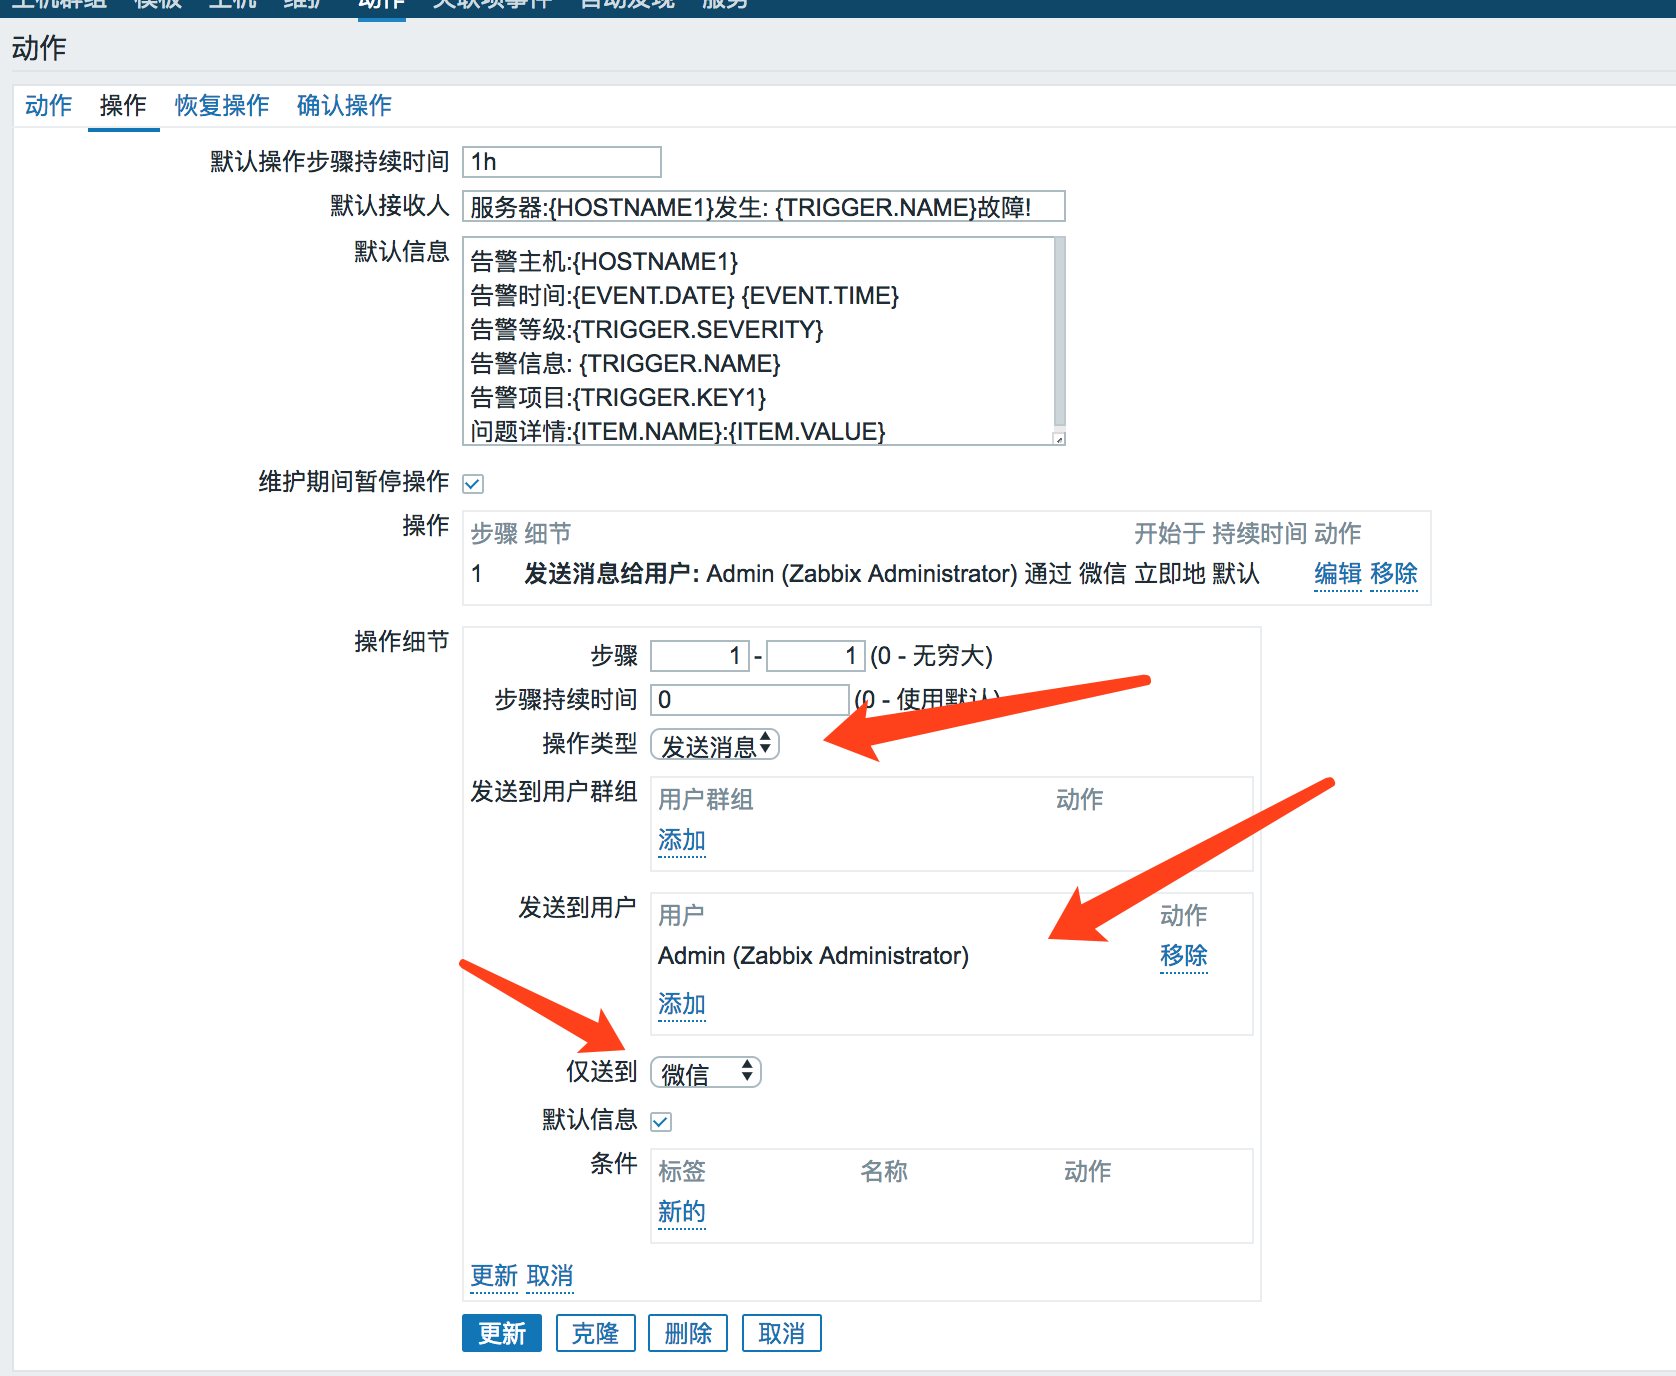 主机群组 模板 主机 维护 动作 关联项事件 自动发现 服务
动作
动作 操作 恢复操作 确认操作
默认操作步骤持续时间 1h
默认接收人 服务器:{HOSTNAME1}发生: {TRIGGER.NAME}故障!
默认信息 告警主机:{HOSTNAME1}
告警时间:{EVENT.DATE} {EVENT.TIME}
告警等级:{TRIGGER.SEVERITY}
告警信息: {TRIGGER.NAME}
告警项目:{TRIGGER.KEY1}
问题详情:{ITEM.NAME}:{ITEM.VALUE}
维护期间暂停操作
操作 步骤 细节 开始于 持续时间 动作
1 发送消息给用户: Admin (Zabbix Administrator) 通过 微信 立即地 默认 编辑 移除
操作细节
步骤 1 - 1 (0 - 无穷大)
步骤持续时间 0 (0 - 使用默认)
操作类型 发送消息
发送到用户群组 用户群组 动作
添加
发送到用户 用户 动作
Admin (Zabbix Administrator) 移除
添加
仅送到 微信
默认信息
条件 标签 名称 动作
新的
更新 取消
更新 克隆 删除 取消